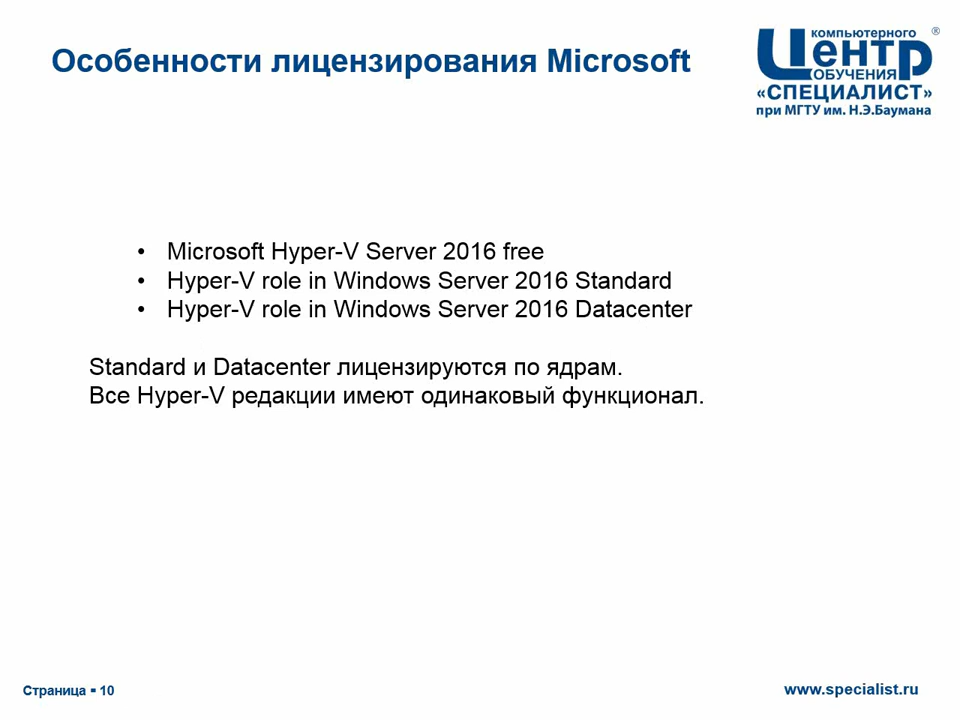 Особенности лицензирования Microsoft
компьютерного
Центр
ОБУЧЕНИЯ
«СПЕЦИАЛИСТ»
при МГТУ им. Н.Э.Баумана
®
• Microsoft Hyper-V Server 2016 free
• Hyper-V role in Windows Server 2016 Standard
• Hyper-V role in Windows Server 2016 Datacenter
Standard и Datacenter лицензируются по ядрам.
Все Hyper-V редакции имеют одинаковый функционал.
Страница ▪ 10
www.specialist.ru